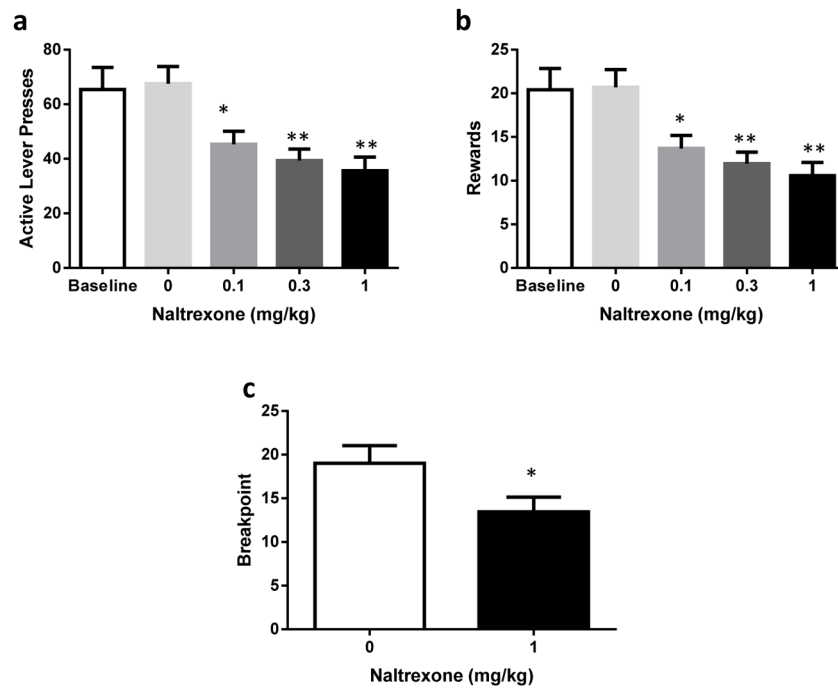 a
Active Lever Presses
80
60
40
20
0
*
**
**
Baseline 0 0.1 0.3 1
Naltrexone (mg/kg)
b
Rewards
25
20
15
10
5
0
*
**
**
Baseline 0 0.1 0.3 1
Naltrexone (mg/kg)
c
Breakpoint
25
20
15
10
5
0
*
0 1
Naltrexone (mg/kg)